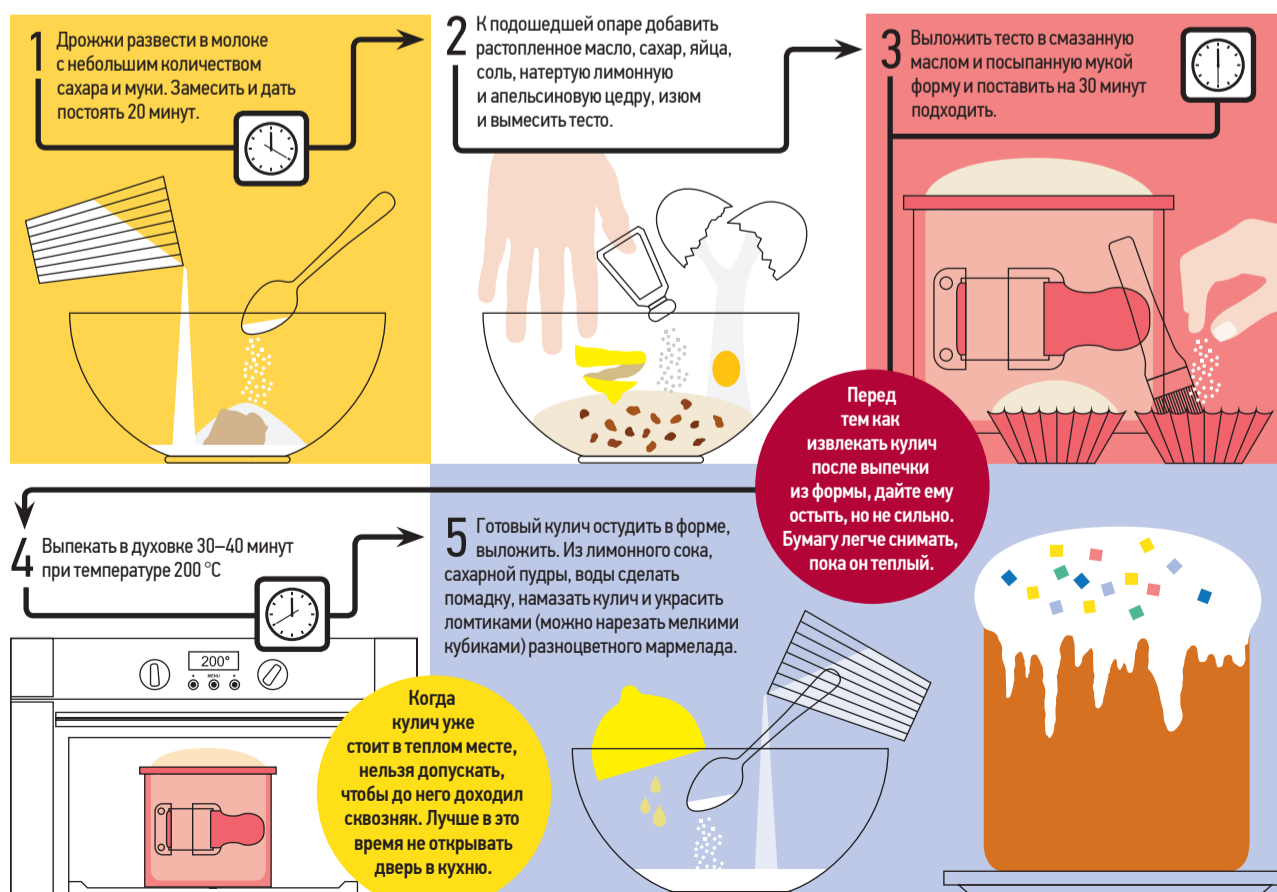 1
Дрожжи развести в молоке
с небольшим количеством
сахара и муки. Замесить и дать
постоять 20 минут.
2
К подошедшей опаре добавить
растопленное масло, сахар, яйца,
соль, натертую лимонную
и апельсиновую цедру, изюм
и вымесить тесто.
3
Выложить тесто в смазанную
маслом и посыпанную мукой
форму и поставить на 30 минут
подходить.
Перед
тем как
извлекать кулич
после выпечки
из формы, дайте ему
остыть, но не сильно.
Бумагу легче снимать,
пока он теплый.
4
Выпекать в духовке 30–40 минут
при температуре 200 °C
200°
MENU
Когда
кулич уже
стоит в теплом месте,
нельзя допускать,
чтобы до него доходил
сквозняк. Лучше в это
время не открывать
дверь в кухню.
5
Готовый кулич остудить в форме,
выложить. Из лимонного сока,
сахарной пудры, воды сделать
помадку, намазать кулич и украсить
ломтиками (можно нарезать мелкими
кубиками) разноцветного мармелада.